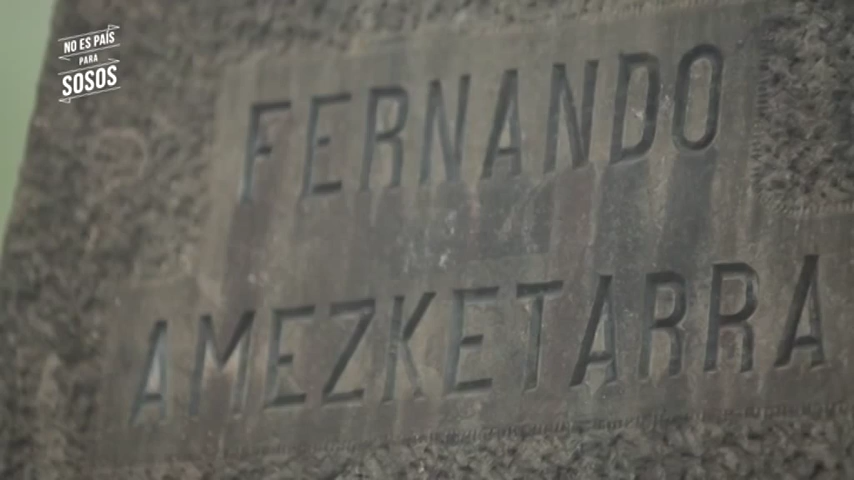 NO ES PAÍS
PARA
SOSOS
FERNANDO
AMEZKETARRA